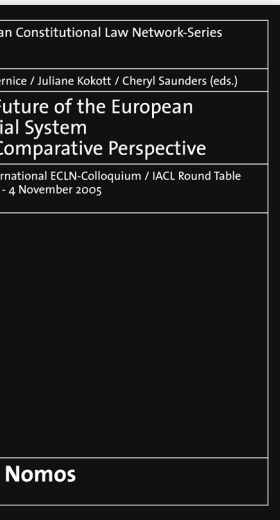 an Constitutional Law Network-Series
ernice / Juliane Kokott / Cheryl Saunders (eds.)
Future of the European
ial System
Comparative Perspective
rnational ECLN-Colloquium / IACL Round Table
- 4 November 2005
Nomos